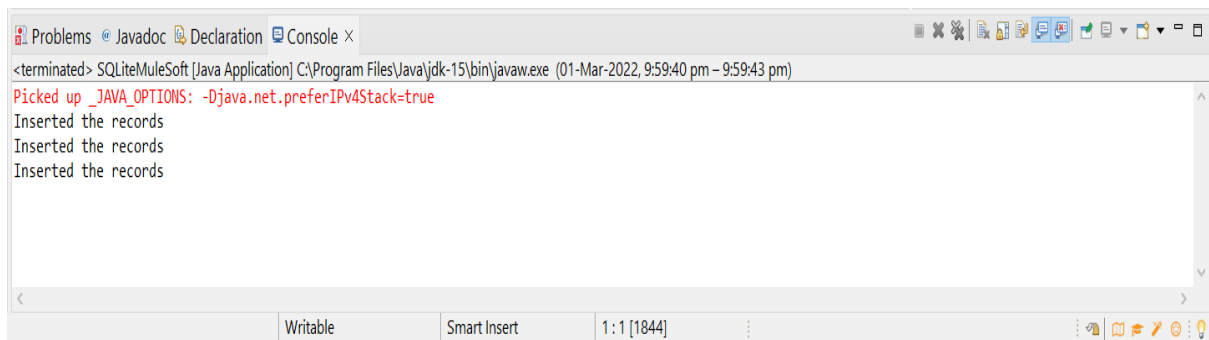 Problems @ Javadoc Declaration Console ×
<terminated> SQLiteMuleSoft [Java Application] C:\Program Files\Java\jdk-15\bin\javaw.exe (01-Mar-2022, 9:59:40 pm – 9:59:43 pm)
Picked up _JAVA_OPTIONS: -Djava.net.preferIPv4Stack=true
Inserted the records
Inserted the records
Inserted the records
Writable Smart Insert 1 : 1 [1844]